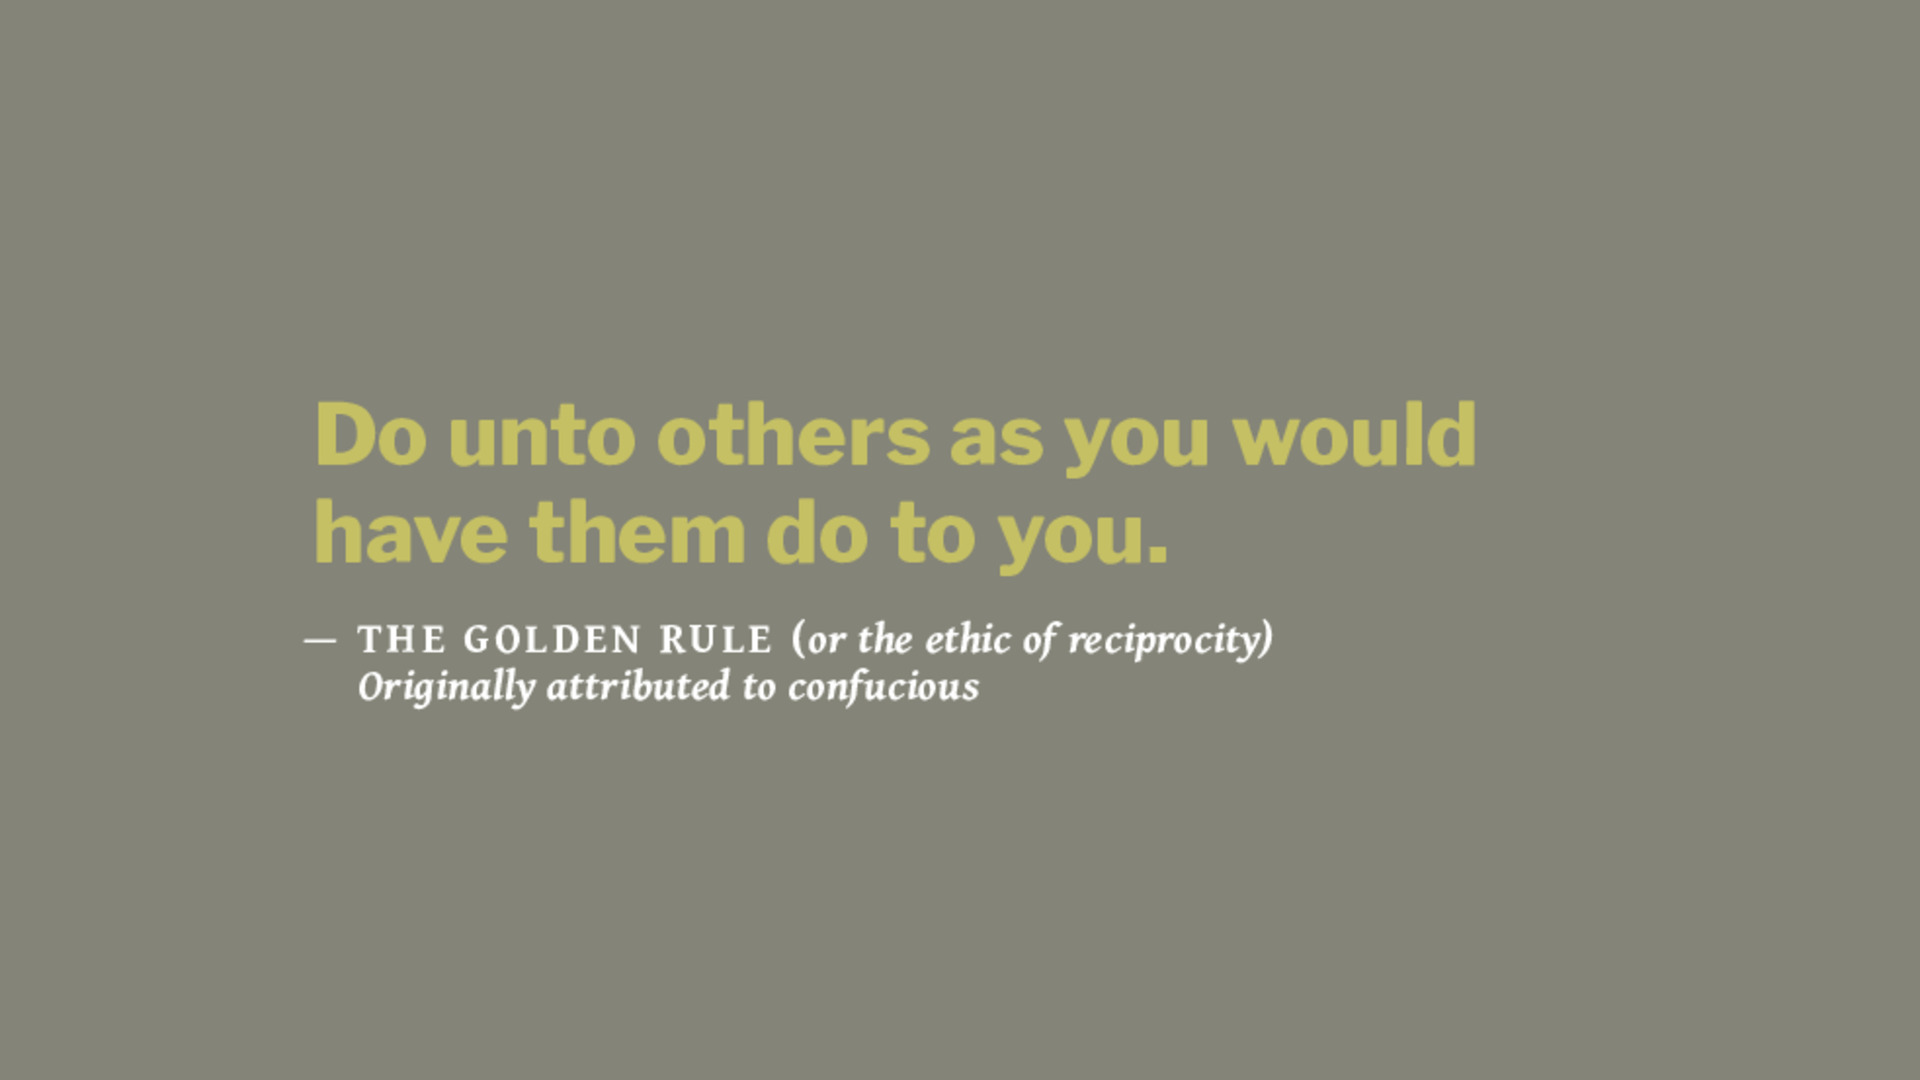 Do unto others as you would
have them do to you.
— THE GOLDEN RULE (or the ethic of reciprocity)
Originally attributed to confucious